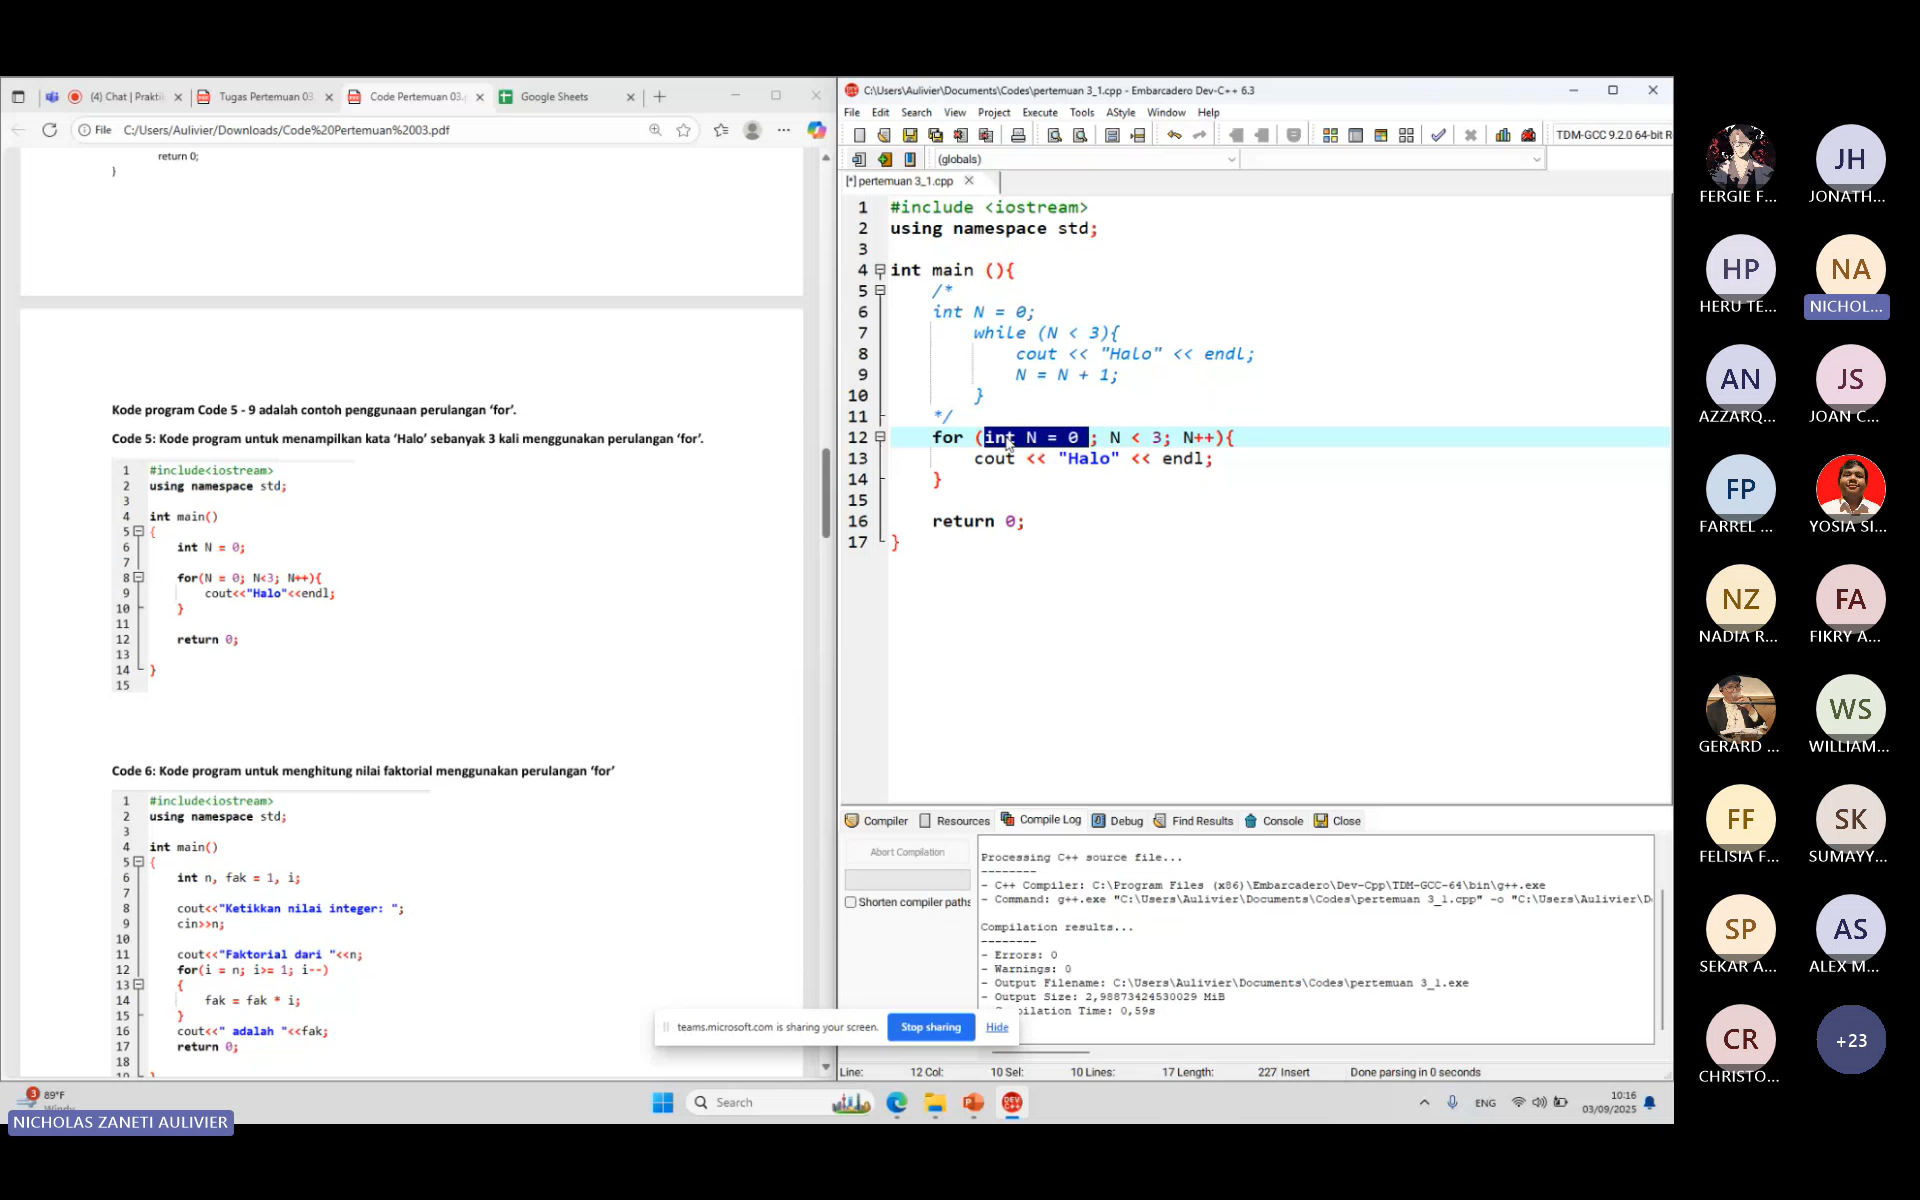 (4) Chat | Prakti
Tugas Pertemuan 03
Code Pertemuan 03.
Google Sheets
File
C:/Users/Aulivier/Downloads/Code%20Pertemuan%2003.pdf
return 0;
}
Kode program Code 5 - 9 adalah contoh penggunaan perulangan ‘for’.
Code 5: Kode program untuk menampilkan kata ‘Halo’ sebanyak 3 kali menggunakan perulangan ‘for’.
1 #include<iostream>
2 using namespace std;
3
4 int main()
5 {
6 int N = 0;
7
8 for(N = 0; N<3; N++){
9 cout<<"Halo"<<endl;
10 }
11
12 return 0;
13
14 }
15
Code 6: Kode program untuk menghitung nilai faktorial menggunakan perulangan ‘for’
1 #include<iostream>
2 using namespace std;
3
4 int main()
5 {
6 int n, fak = 1, i;
7
8 cout<<"Ketikkan nilai integer: ";
9 cin>>n;
10
11 cout<<"Faktorial dari "<<n;
12 for(i = n; i>= 1; i--)
13 {
14 fak = fak * i;
15 }
16 cout<<" adalah "<<fak;
17 return 0;
18
C:\Users\Aulivier\Documents\Codes\pertemuan 3_1.cpp - Embarcadero Dev-C++ 6.3
File Edit Search View Project Execute Tools AStyle Window Help
TDM-GCC 9.2.0 64-bit R
(globals)
[*] pertemuan 3_1.cpp
1 #include <iostream>
2 using namespace std;
3
4 int main (){
5 /*
6 int N = 0;
7 while (N < 3){
8 cout << "Halo" << endl;
9 N = N + 1;
10 }
11 */
12 for (int N = 0 ; N < 3; N++){
13 cout << "Halo" << endl;
14 }
15
16 return 0;
17 }
Compiler Resources Compile Log Debug Find Results Console Close
Abort Compilation
Shorten compiler paths
Processing C++ source file...
--------
- C++ Compiler: C:\Program Files (x86)\Embarcadero\Dev-Cpp\TDM-GCC-64\bin\g++.exe
- Command: g++.exe "C:\Users\Aulivier\Documents\Codes\pertemuan 3_1.cpp" -o "C:\Users\Aulivier\D
Compilation results...
--------
- Errors: 0
- Warnings: 0
- Output Filename: C:\Users\Aulivier\Documents\Codes\pertemuan 3_1.exe
- Output Size: 2,98873424530029 MiB
pilation Time: 0,59s
teams.microsoft.com is sharing your screen.
Stop sharing
Hide
Line: 12 Col: 10 Sel: 10 Lines: 17 Length: 227 Insert Done parsing in 0 seconds
3
89°F
Windy
Search
DEV C++
ENG
10:16
03/09/2025
NICHOLAS ZANETI AULIVIER
FERGIE F...
JH
JONATH...
HP
HERU TE...
NA
NICHOL...
AN
AZZARQ...
JS
JOAN C...
FP
FARREL ...
YOSIA SI...
NZ
NADIA R...
FA
FIKRY A...
GERARD ...
WS
WILLIAM...
FF
FELISIA F...
SK
SUMAYY...
SP
SEKAR A...
AS
ALEX M...
CR
CHRISTO...
+23